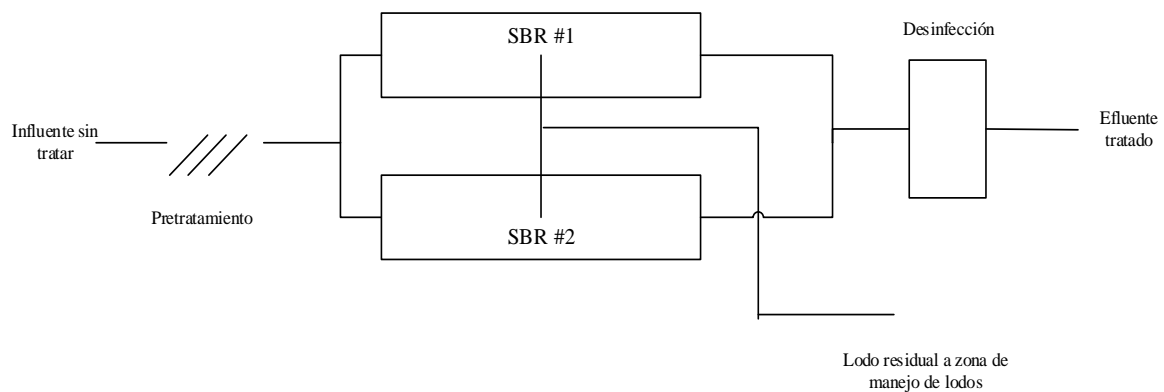 SBR #1
Desinfección
Influente sin
tratar
Efluente
tratado
Pretratamiento
SBR #2
Lodo residual a zona de
manejo de lodos